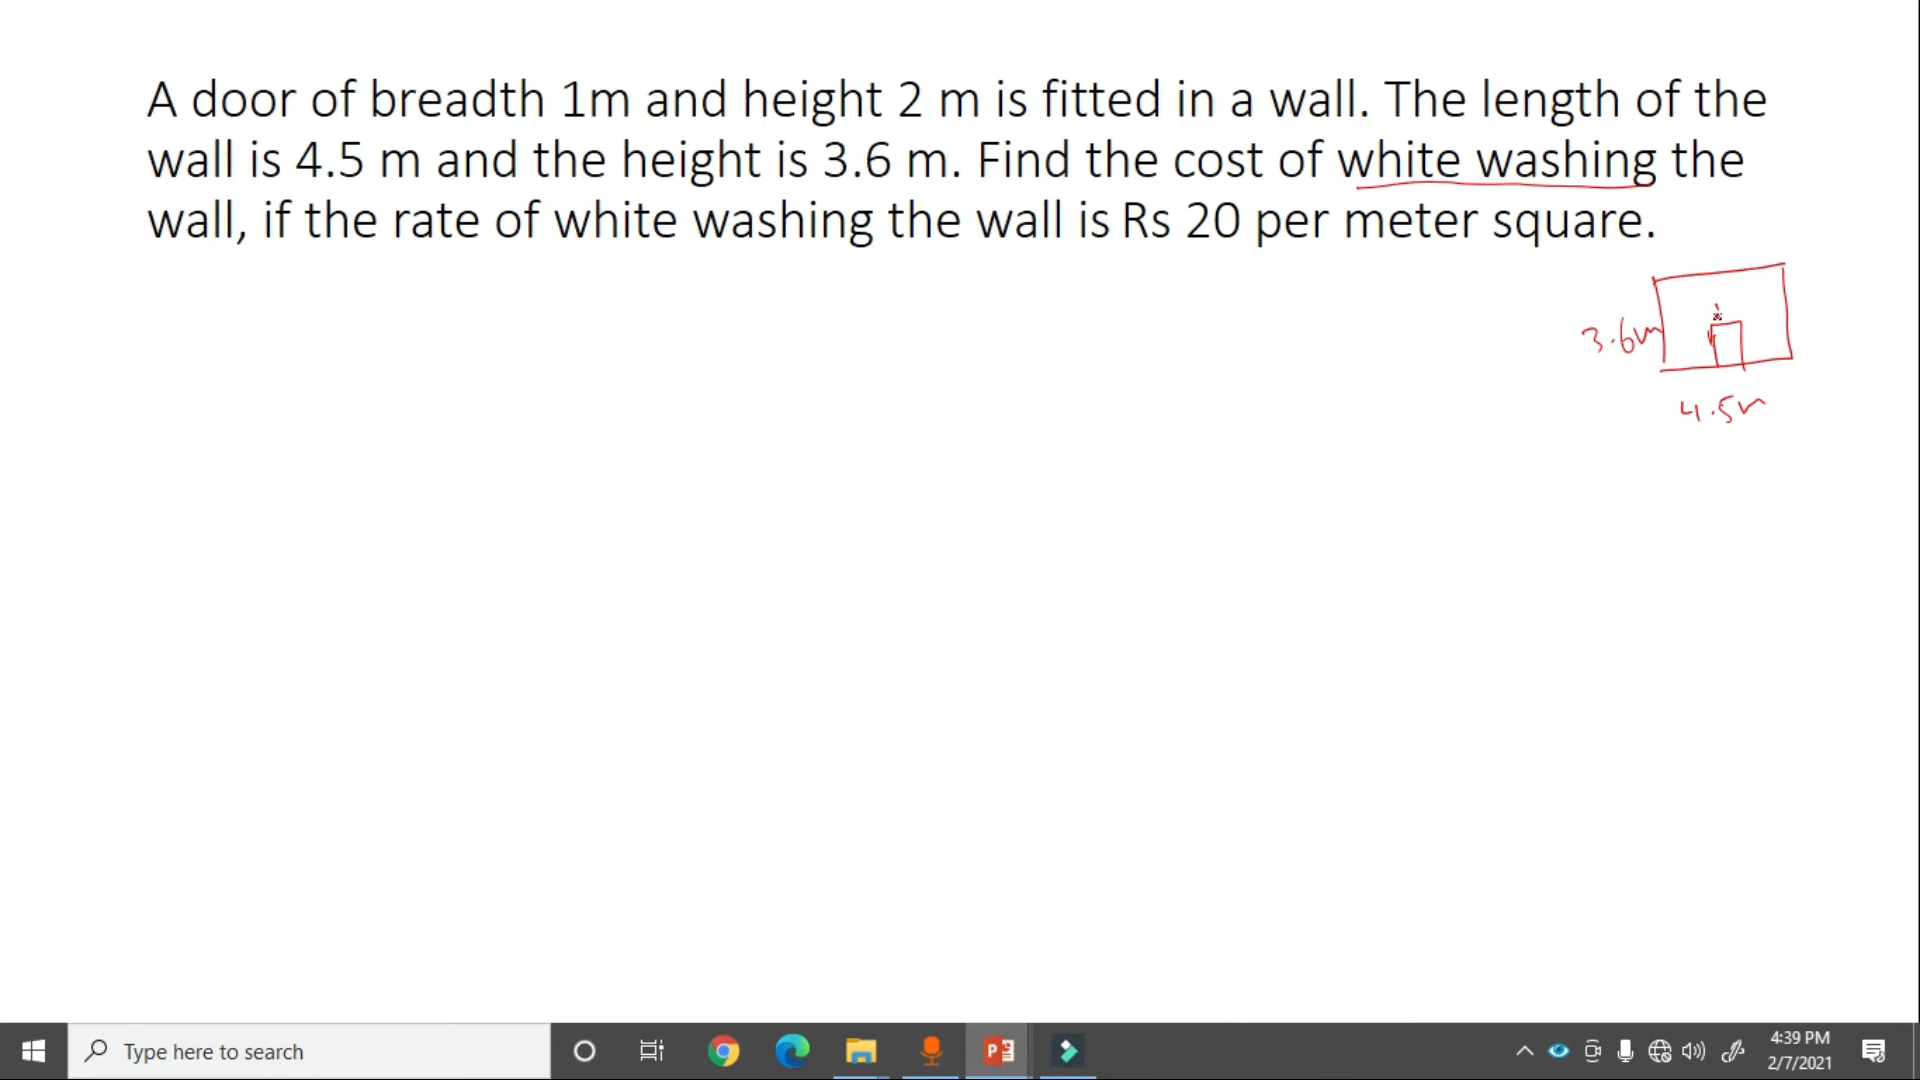 A door of breadth 1m and height 2 m is fitted in a wall. The length of the
wall is 4.5 m and the height is 3.6 m. Find the cost of white washing the
wall, if the rate of white washing the wall is Rs 20 per meter square.
3.6m
4.5m
Type here to search
4:39 PM
2/7/2021